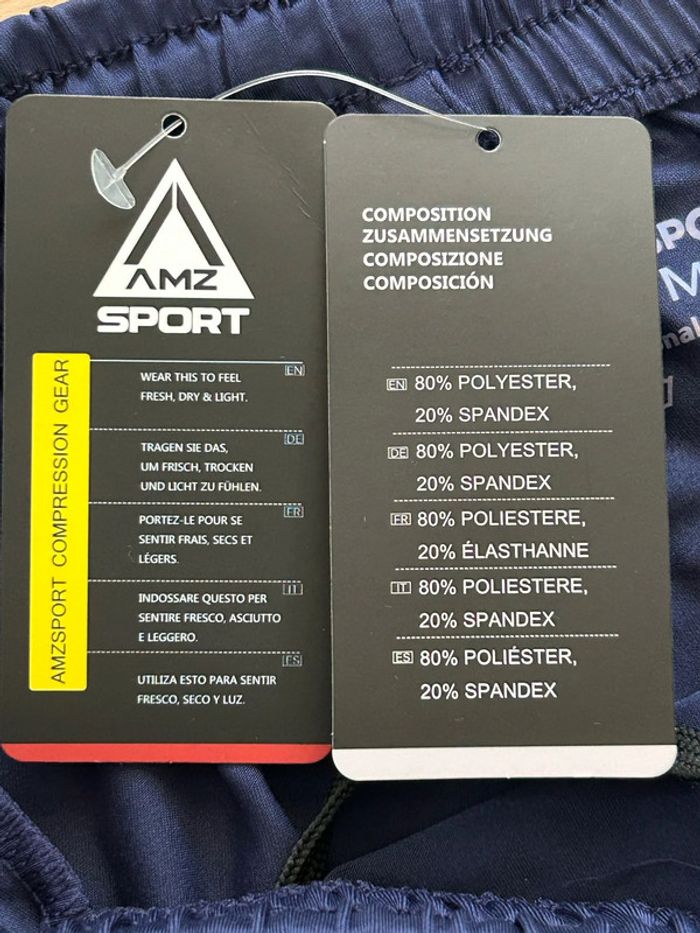 AMZ
SPORT
AMZSPORT COMPRESSION GEAR
EN
WEAR THIS TO FEEL
FRESH, DRY & LIGHT.
DE
TRAGEN SIE DAS,
UM FRISCH, TROCKEN
UND LICHT ZU FÜHLEN.
FR
PORTEZ-LE POUR SE
SENTIR FRAIS, SECS ET
LÉGERS.
IT
INDOSSARE QUESTO PER
SENTIRE FRESCO, ASCIUTTO
E LEGGERO.
ES
UTILIZA ESTO PARA SENTIR
FRESCO, SECO Y LUZ.
COMPOSITION
ZUSAMMENSETZUNG
COMPOSIZIONE
COMPOSICIÓN
EN 80% POLYESTER,
20% SPANDEX
DE 80% POLYESTER,
20% SPANDEX
FR 80% POLIESTERE,
20% ÉLASTHANNE
IT 80% POLIESTERE,
20% SPANDEX
ES 80% POLIÉSTER,
20% SPANDEX